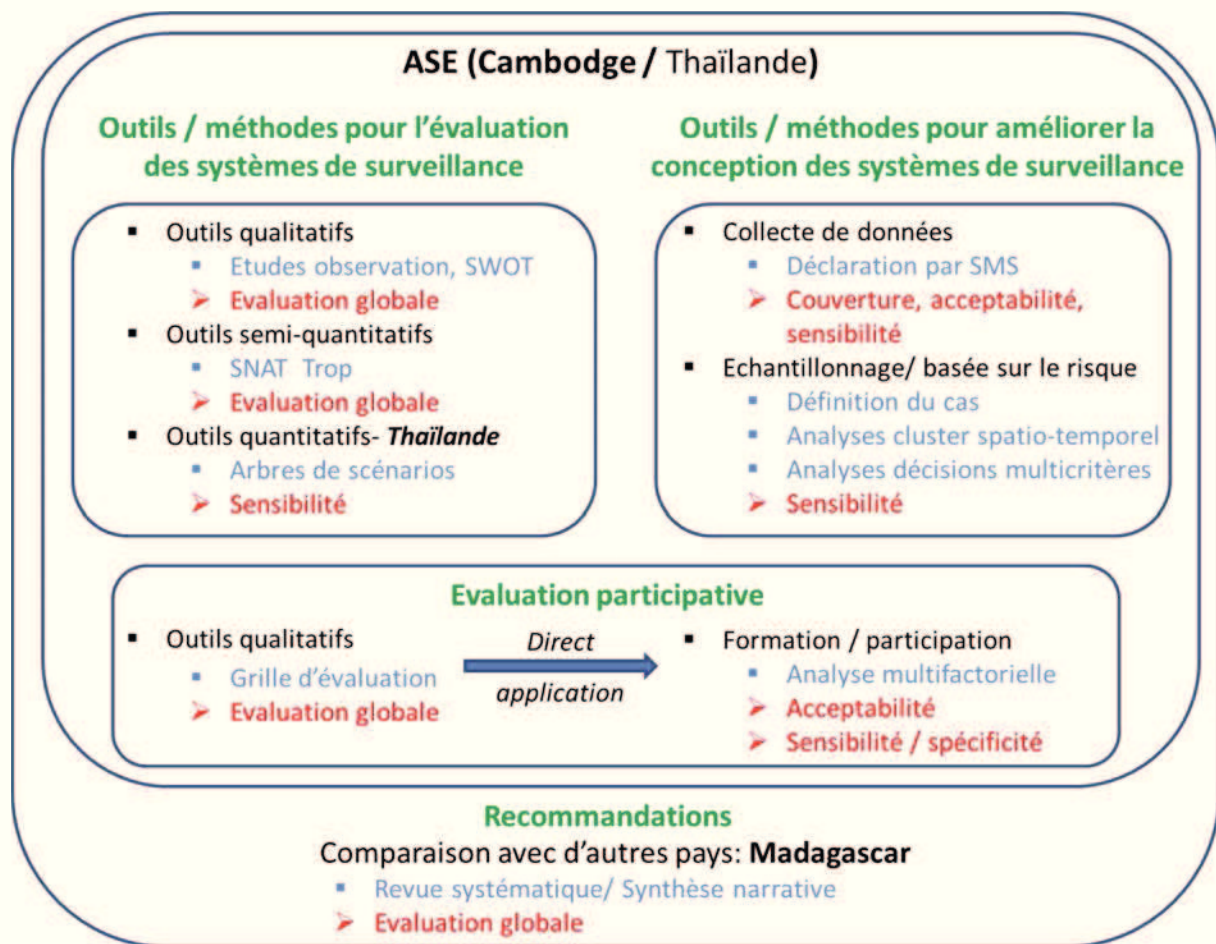 ASE (Cambodge / Thaïlande)
Outils / méthodes pour l'évaluation
des systèmes de surveillance
▪ Outils qualitatifs
▪ Etudes observation, SWOT
➢ Evaluation globale
▪ Outils semi-quantitatifs
▪ SNAT Trop
➢ Evaluation globale
▪ Outils quantitatifs- Thaïlande
▪ Arbres de scénarios
➢ Sensibilité
Outils / méthodes pour améliorer la
conception des systèmes de surveillance
▪ Collecte de données
▪ Déclaration par SMS
➢ Couverture, acceptabilité,
sensibilité
▪ Echantillonnage/ basée sur le risque
▪ Définition du cas
▪ Analyses cluster spatio-temporel
▪ Analyses décisions multicritères
➢ Sensibilité
Evaluation participative
▪ Outils qualitatifs
▪ Grille d'évaluation
➢ Evaluation globale
Direct
application
▪ Formation / participation
▪ Analyse multifactorielle
➢ Acceptabilité
➢ Sensibilité / spécificité
Recommandations
Comparaison avec d'autres pays: Madagascar
▪ Revue systématique/ Synthèse narrative
➢ Evaluation globale